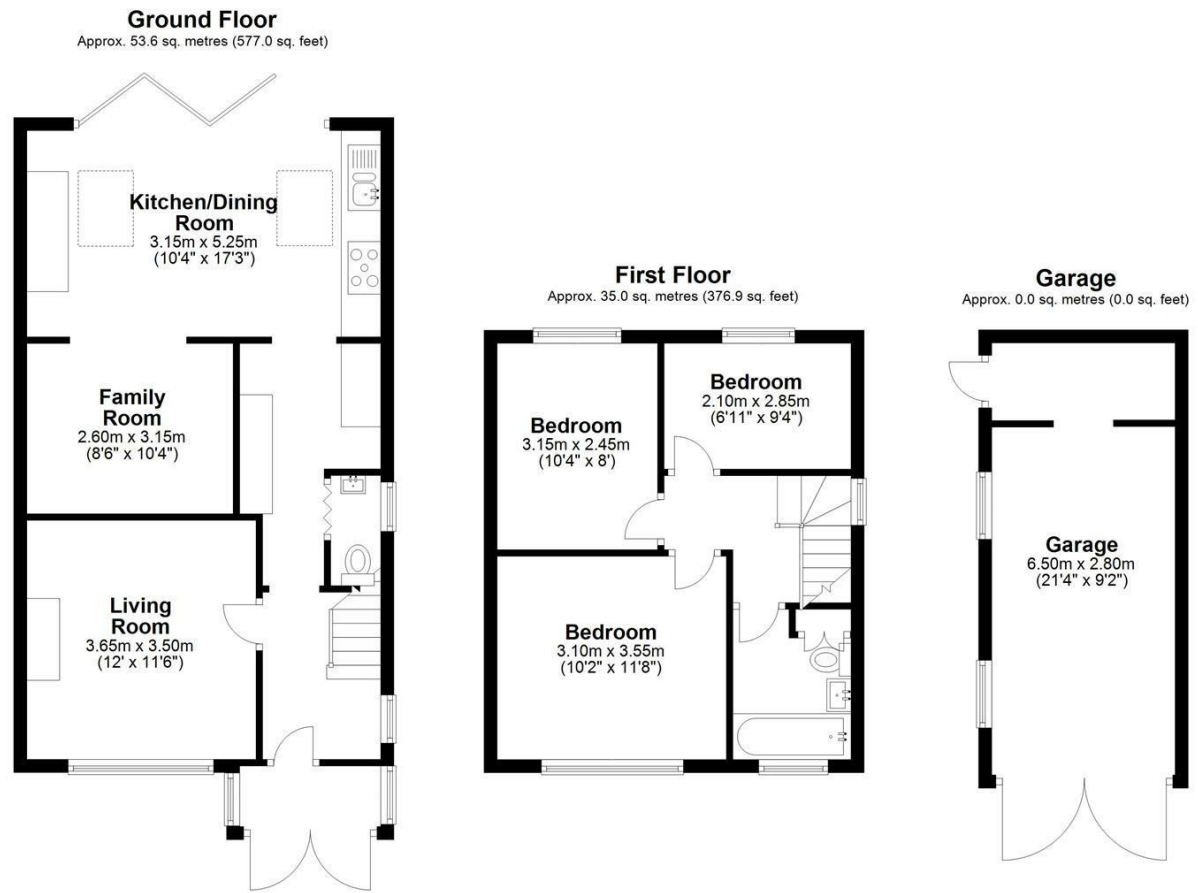 Ground Floor
Approx. 53.6 sq. metres (577.0 sq. feet)
Kitchen/Dining
Room
3.15m x 5.25m
(10'4" x 17'3")
Family
Room
2.60m x 3.15m
(8'6" x 10'4")
Living
Room
3.65m x 3.50m
(12' x 11'6")
First Floor
Approx. 35.0 sq. metres (376.9 sq. feet)
Bedroom
2.10m x 2.85m
(6'11" x 9'4")
Bedroom
3.15m x 2.45m
(10'4" x 8')
Bedroom
3.10m x 3.55m
(10'2" x 11'8")
Garage
Approx. 0.0 sq. metres (0.0 sq. feet)
Garage
6.50m x 2.80m
(21'4" x 9'2")